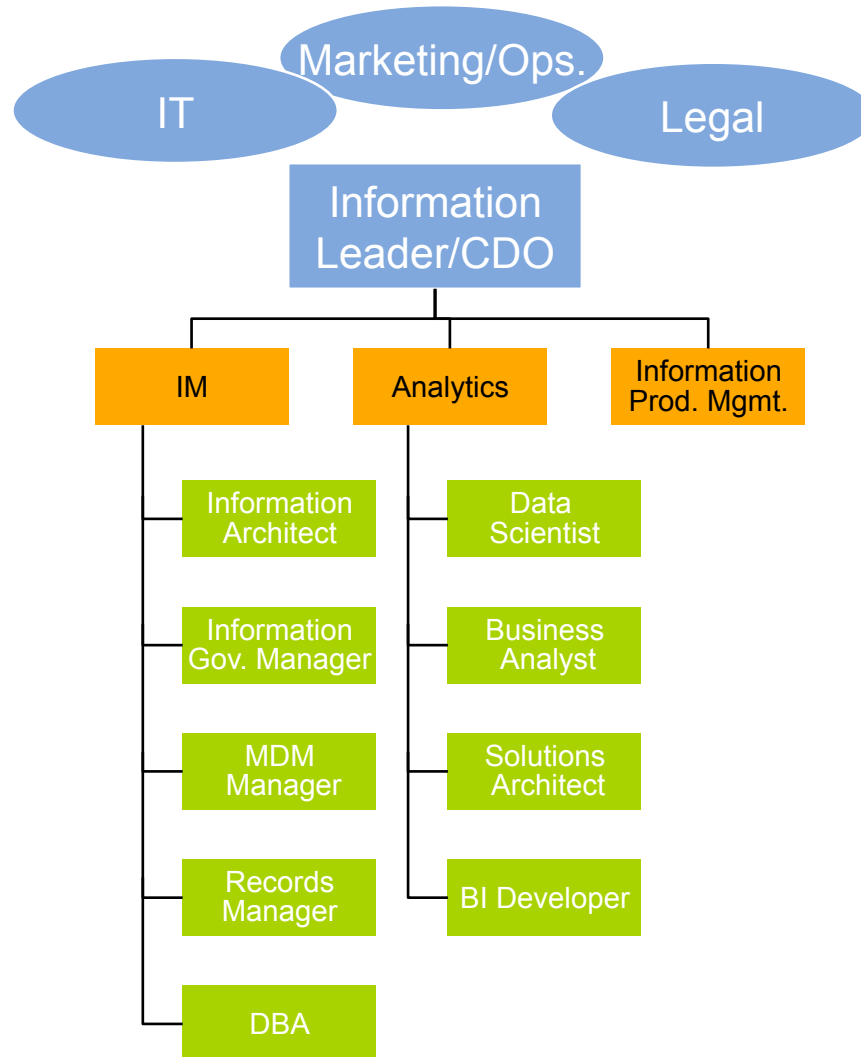 Marketing/Ops.
IT
Legal
Information
Leader/CDO
IM
Analytics
Information
Prod. Mgmt.
Information
Architect
Data
Scientist
Information
Gov. Manager
Business
Analyst
MDM
Manager
Solutions
Architect
Records
Manager
BI Developer
DBA